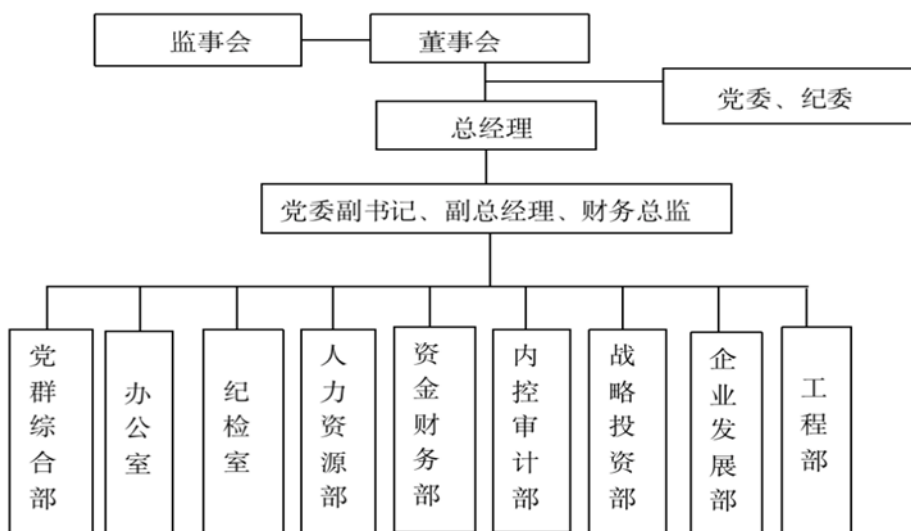 监事会
董事会
党委、纪委
总经理
党委副书记、副总经理、财务总监
党群综合部
办公室
纪检室
人力资源部
资金财务部
内控审计部
战略投资部
企业发展部
工程部